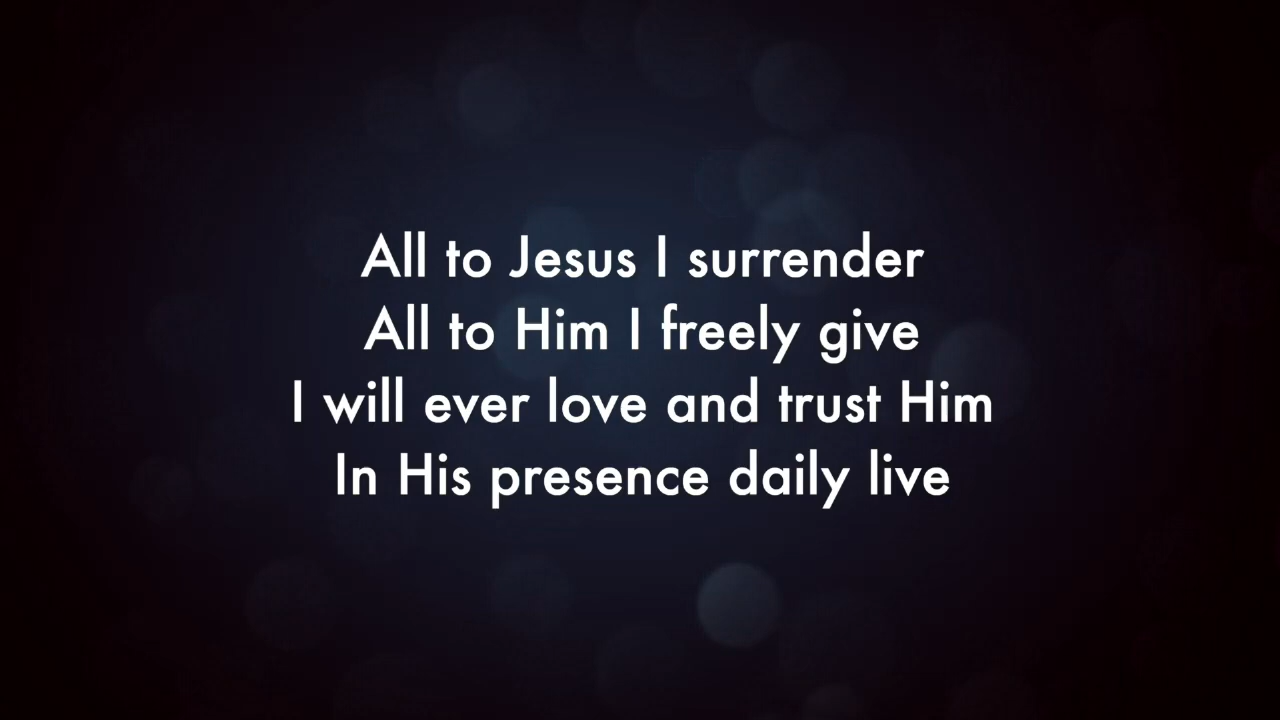 All to Jesus I surrender
All to Him I freely give
I will ever love and trust Him
In His presence daily live